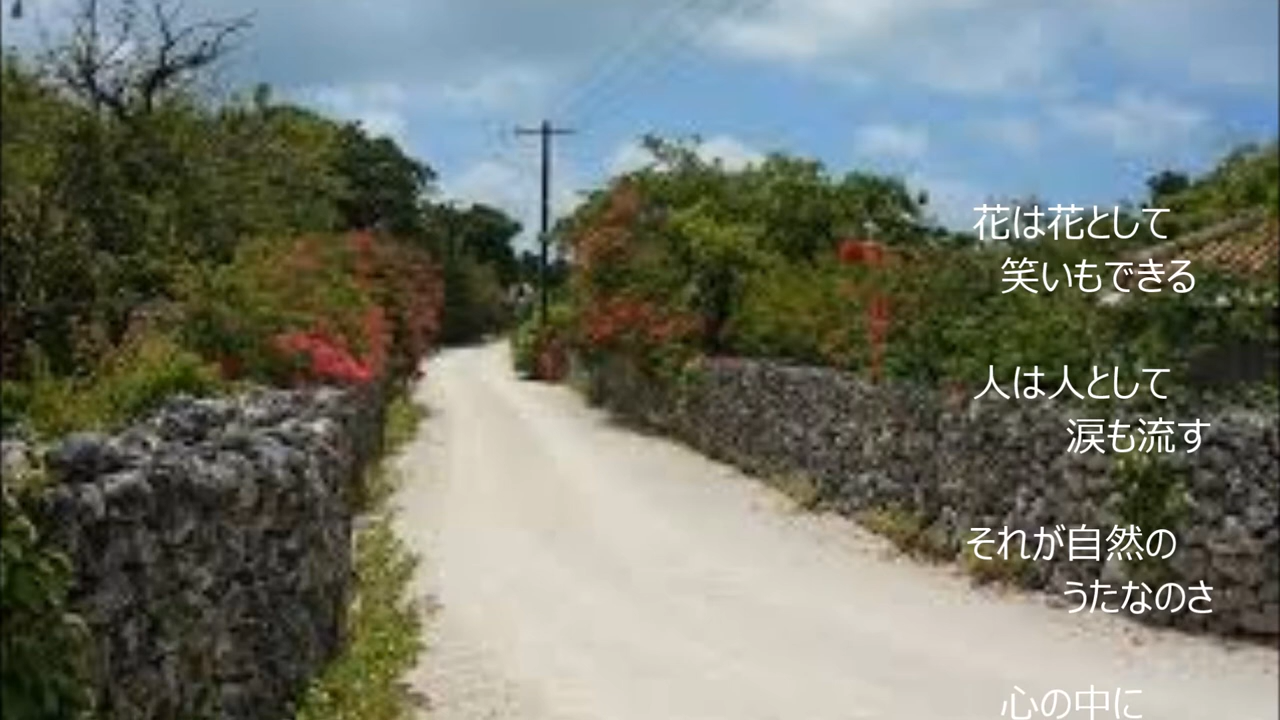 花は花として
笑いもできる
人は人として
涙も流す
それが自然の
うたなのさ
心の中に